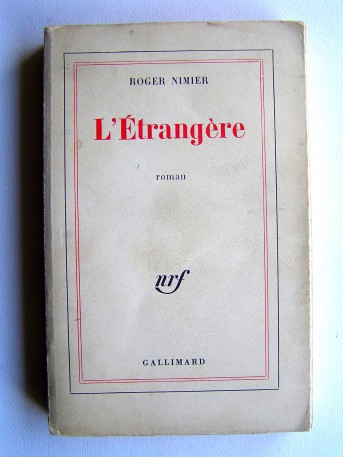 ROGER NIMIER
L'Étrangère
roman
nrf
GALLIMARD